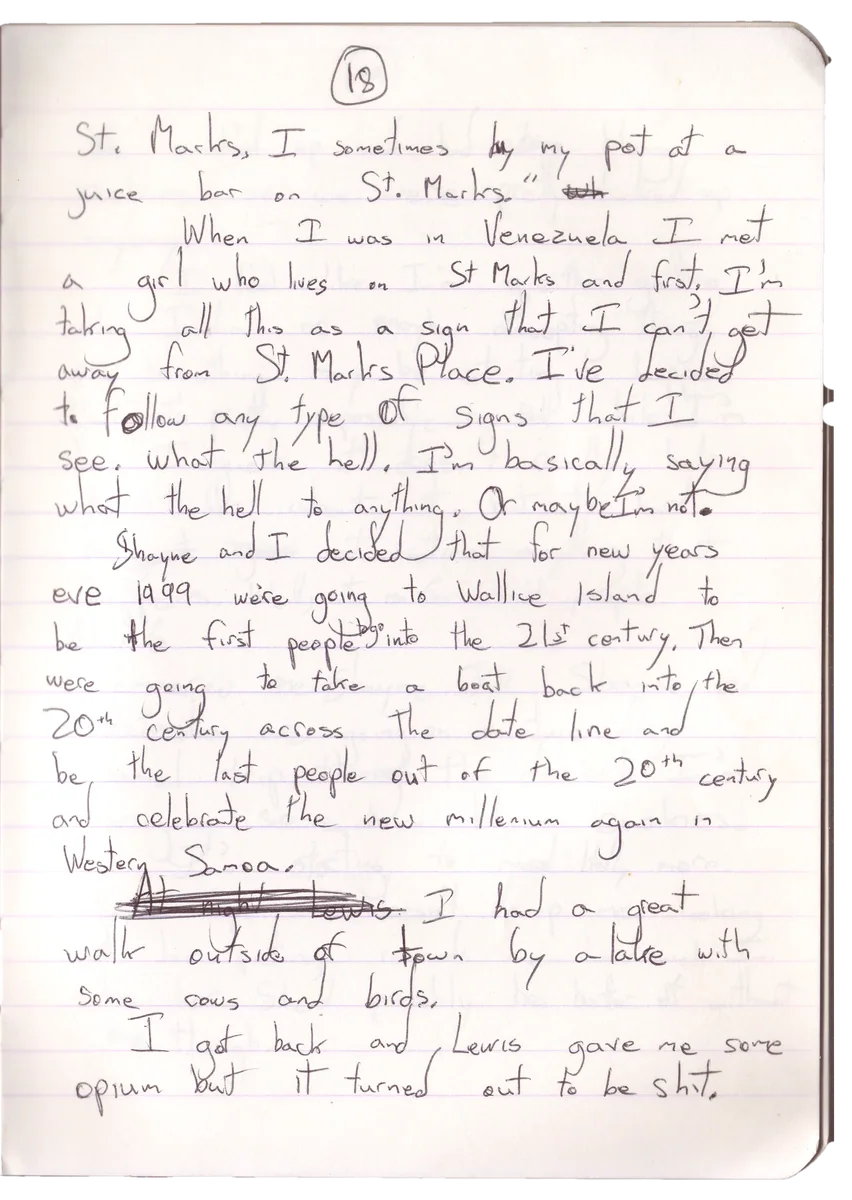 18
St. Marks, I sometimes by my pot at a
juice bar on St. Marks."
When I was in Venezuela I met
a girl who lives on St Marks and first. I'm
taking all this as a sign that I can't get
away from St. Marks Place. I've decided
to follow any type of signs that I
see. what the hell. I'm basically saying
what the hell to anything. Or maybe I'm not.
Shayne and I decided that for new years
eve 1999 we're going to Wallice Island to
be the first people to go into the 21st century. Then
were going to take a boat back into the
20th century across the date line and
be the last people out of the 20th century
and celebrate the new millenium again in
Western Samoa.
At night Lewis I had a great
walk outside of town by a lake with
some cows and birds.
I got back and Lewis gave me some
opium but it turned out to be shit.